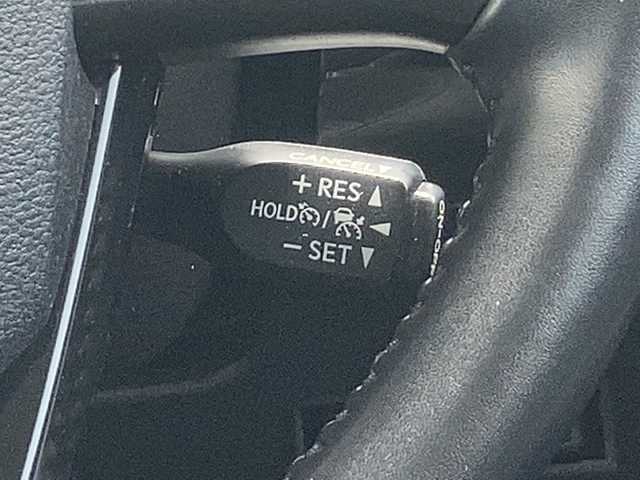 CANCEL▽
+ RES ▲
HOLD / ◀
− SET ▼
ON-OFF